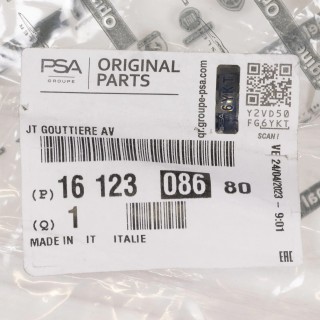 PSA
GROUPE
ORIGINAL
PARTS
qr.groupe-psa.com
6YKT
Y2VD50
FG6YKT
SCAN!
JT GOUTTIERE AV
(P) 16 123 086 80
(Q) 1
MADE IN IT ITALIE
VE 24/04/2023 - 9:01
EAC